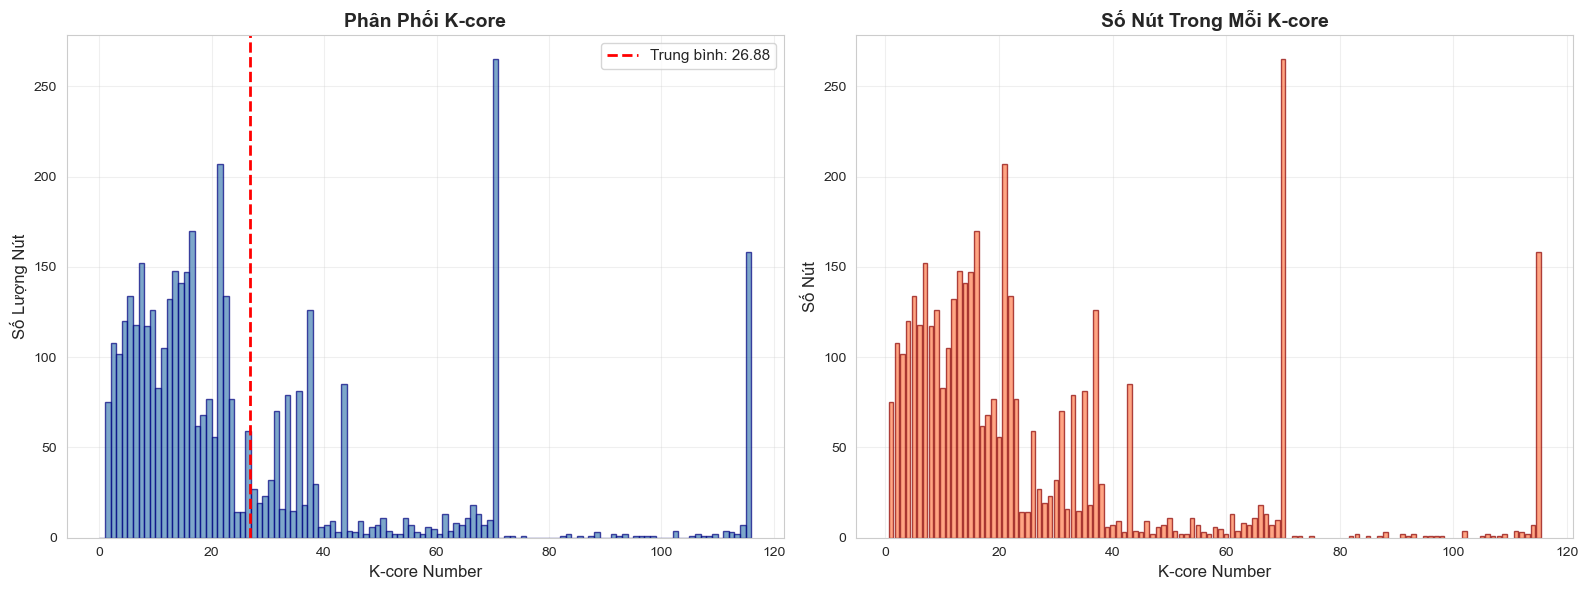 Phân Phối K-core
Số Lượng Nút
250
200
150
100
50
0
0 20 40 60 80 100 120
K-core Number
Trung bình: 26.88
Số Nút Trong Mỗi K-core
Số Nút
250
200
150
100
50
0
0 20 40 60 80 100 120
K-core Number